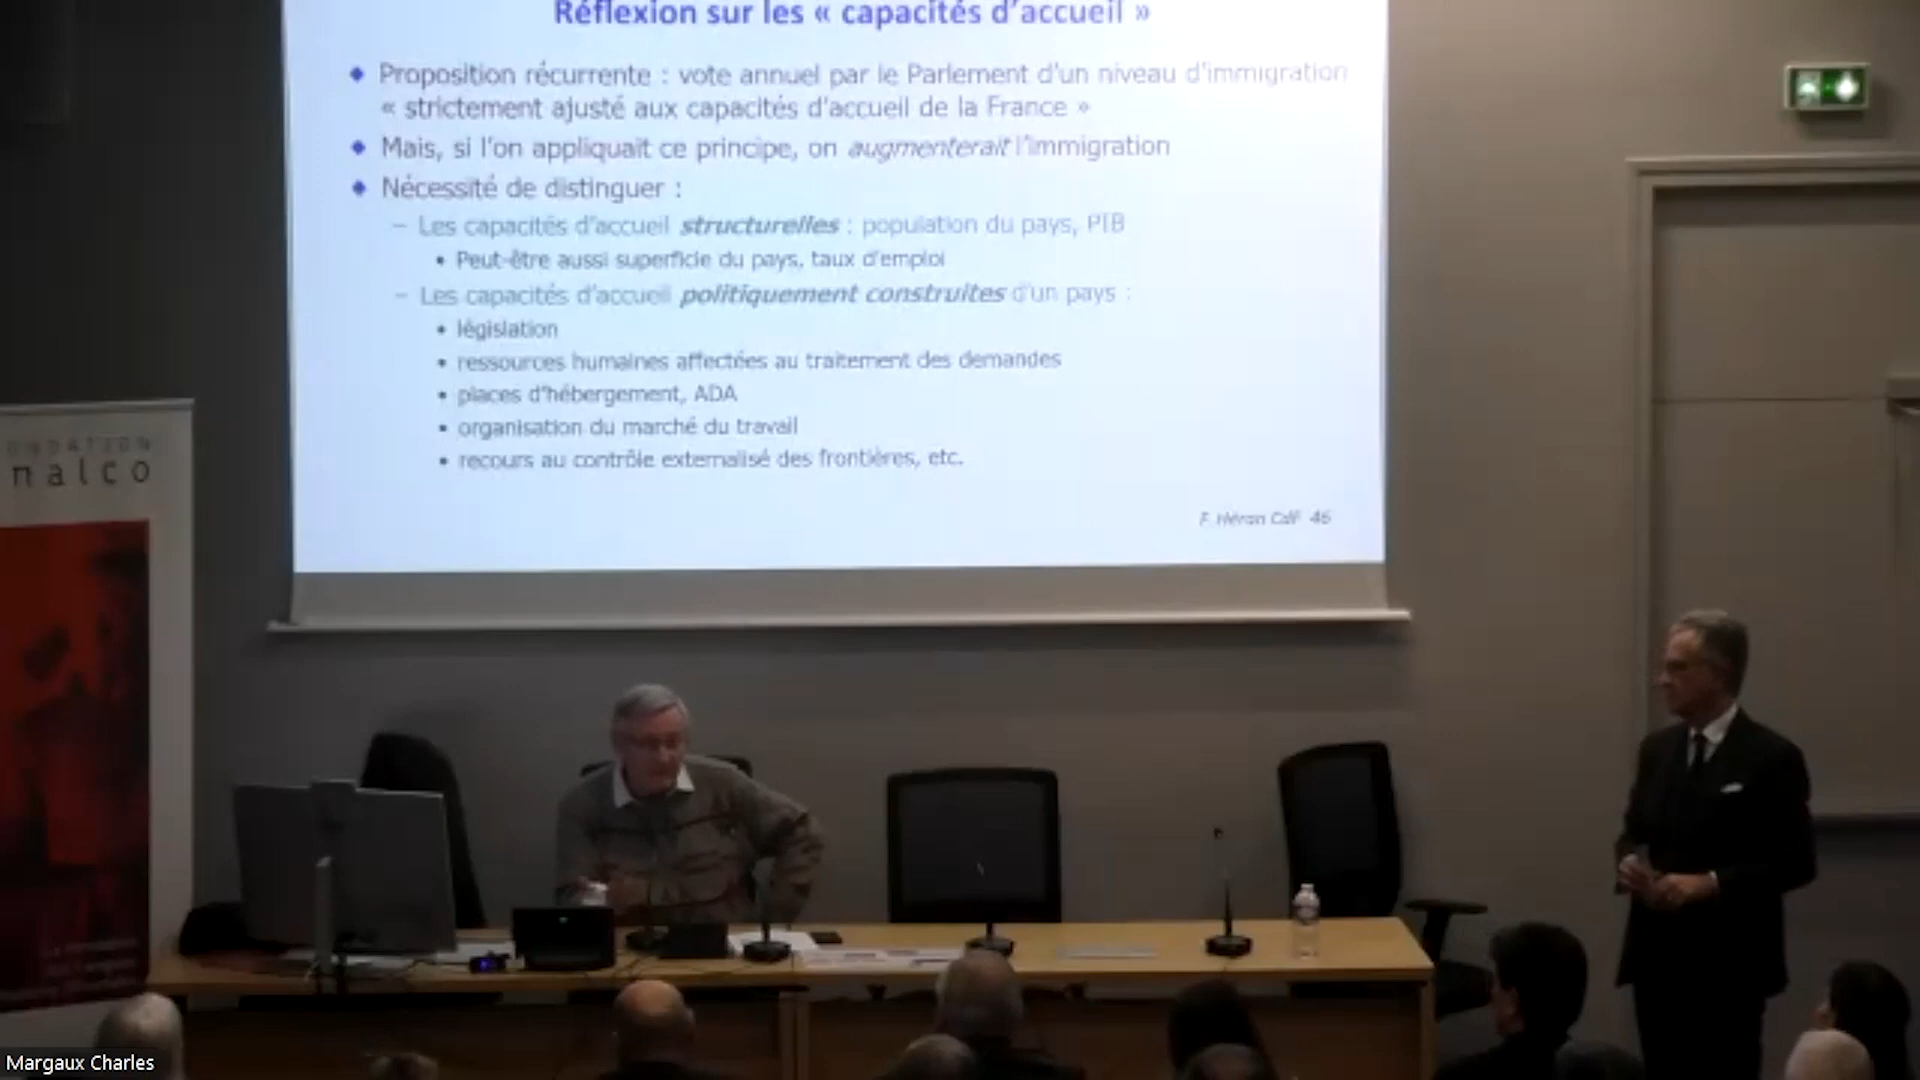 Réflexion sur les « capacités d'accueil »
◆ Proposition récurrente : vote annuel par le Parlement d'un niveau d'immigration
« strictement ajusté aux capacités d'accueil de la France »
◆ Mais, si l'on appliquait ce principe, on augmenterait l'immigration
◆ Nécessité de distinguer :
– Les capacités d'accueil structurelles : population du pays, PIB
• Peut-être aussi superficie du pays, taux d'emploi
– Les capacités d'accueil politiquement construites d'un pays :
• législation
• ressources humaines affectées au traitement des demandes
• places d'hébergement, ADA
• organisation du marché du travail
• recours au contrôle externalisé des frontières, etc.
F. Héran CdF 46
ONDATION
nalco
Margaux Charles